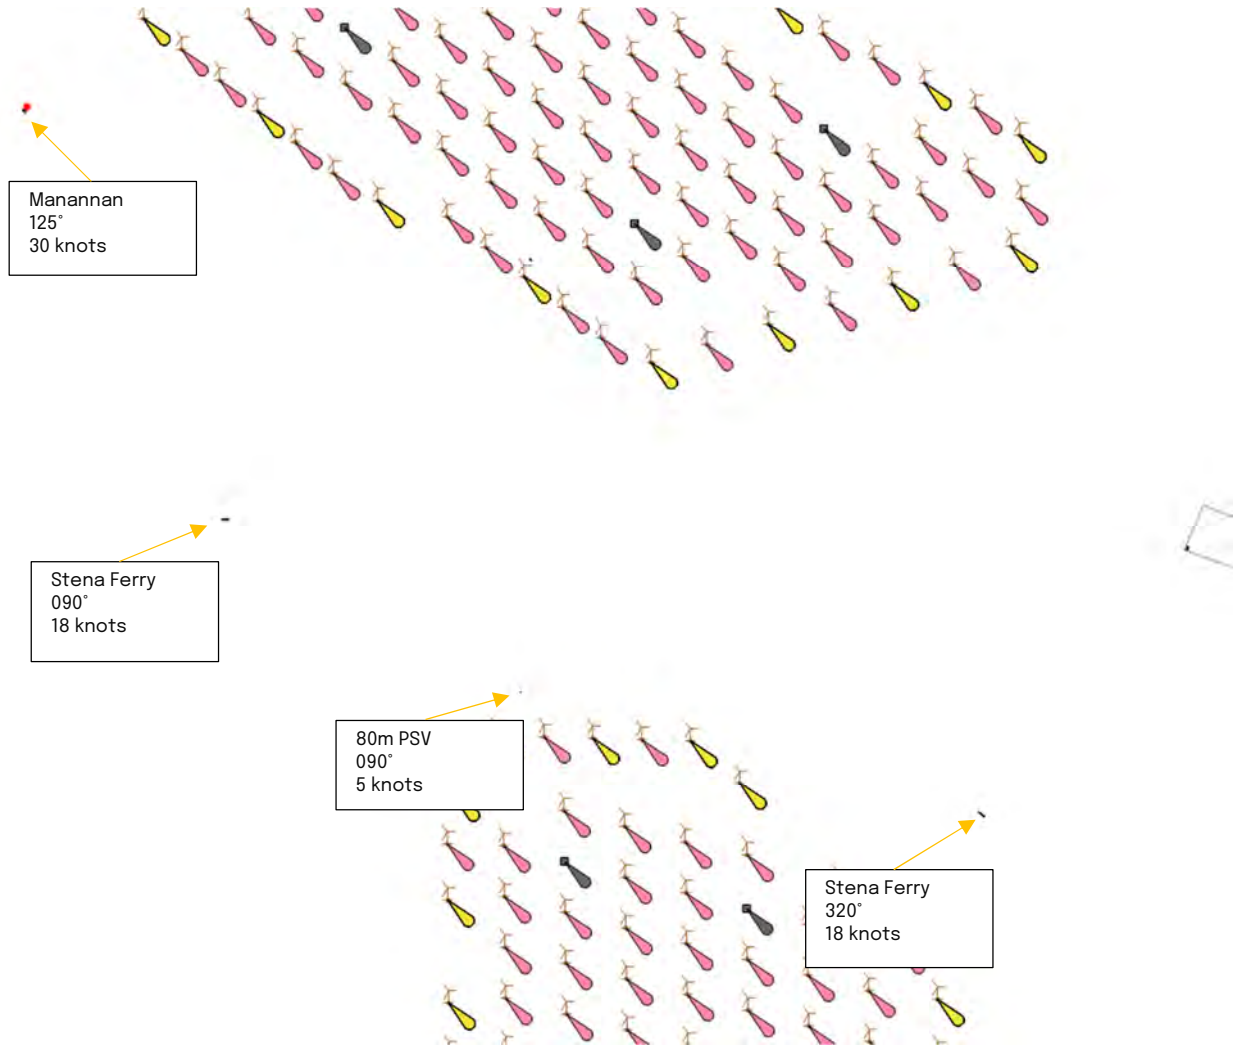 Manannan
125°
30 knots
Stena Ferry
090°
18 knots
80m PSV
090°
5 knots
Stena Ferry
320°
18 knots